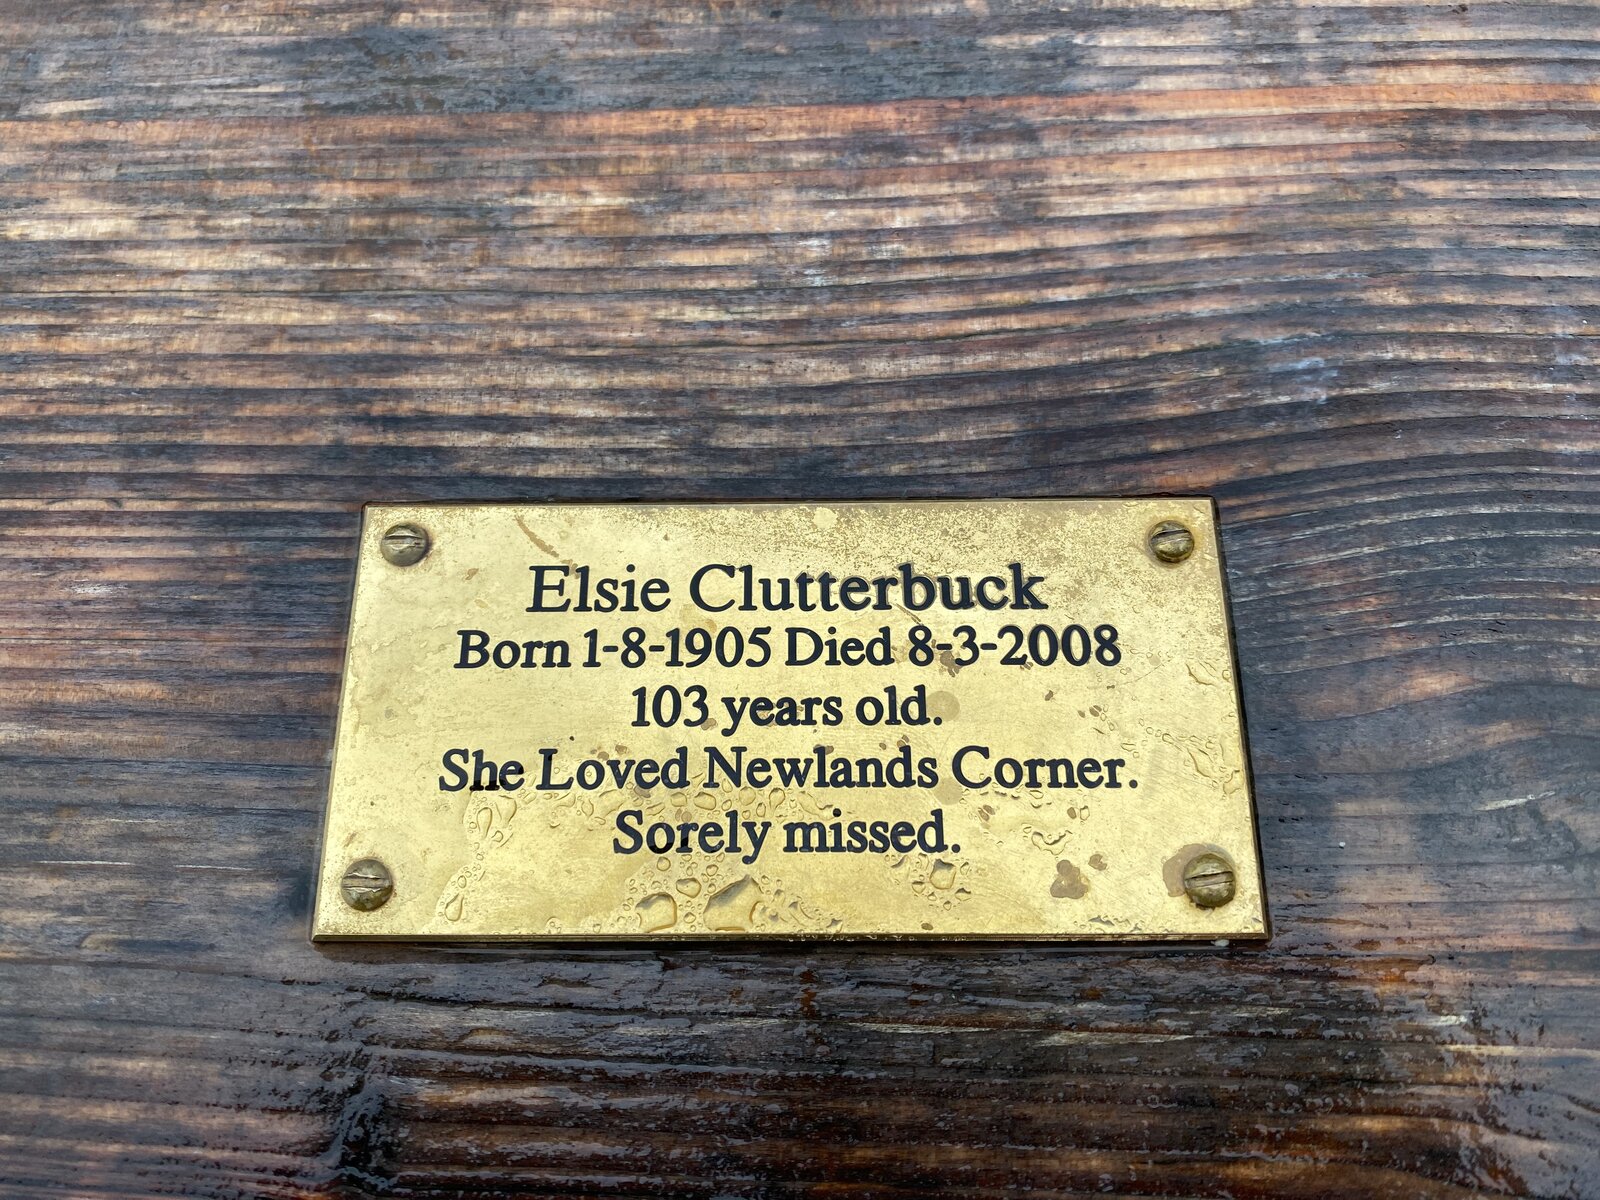 Elsie Clutterbuck
Born 1-8-1905 Died 8-3-2008
103 years old.
She Loved Newlands Corner.
Sorely missed.